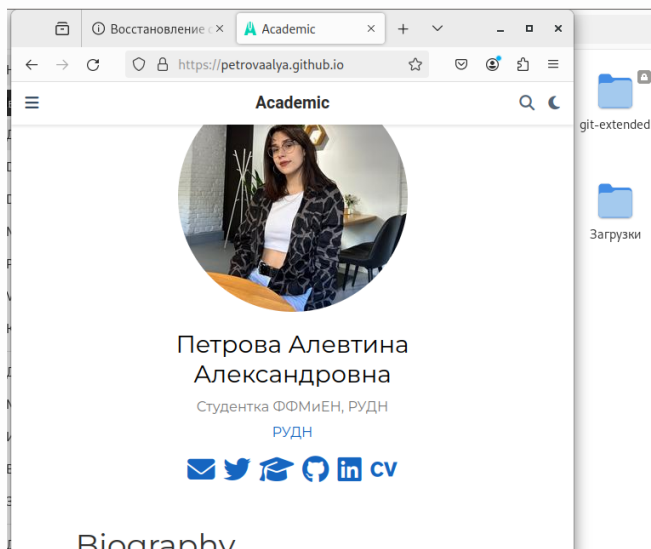 Восстановление с
Academic
https://petrovaalya.github.io
Academic
git-extended
Загрузки
Петрова Алевтина
Александровна
Студентка ФФМиЕН, РУДН
РУДН
CV
Biography